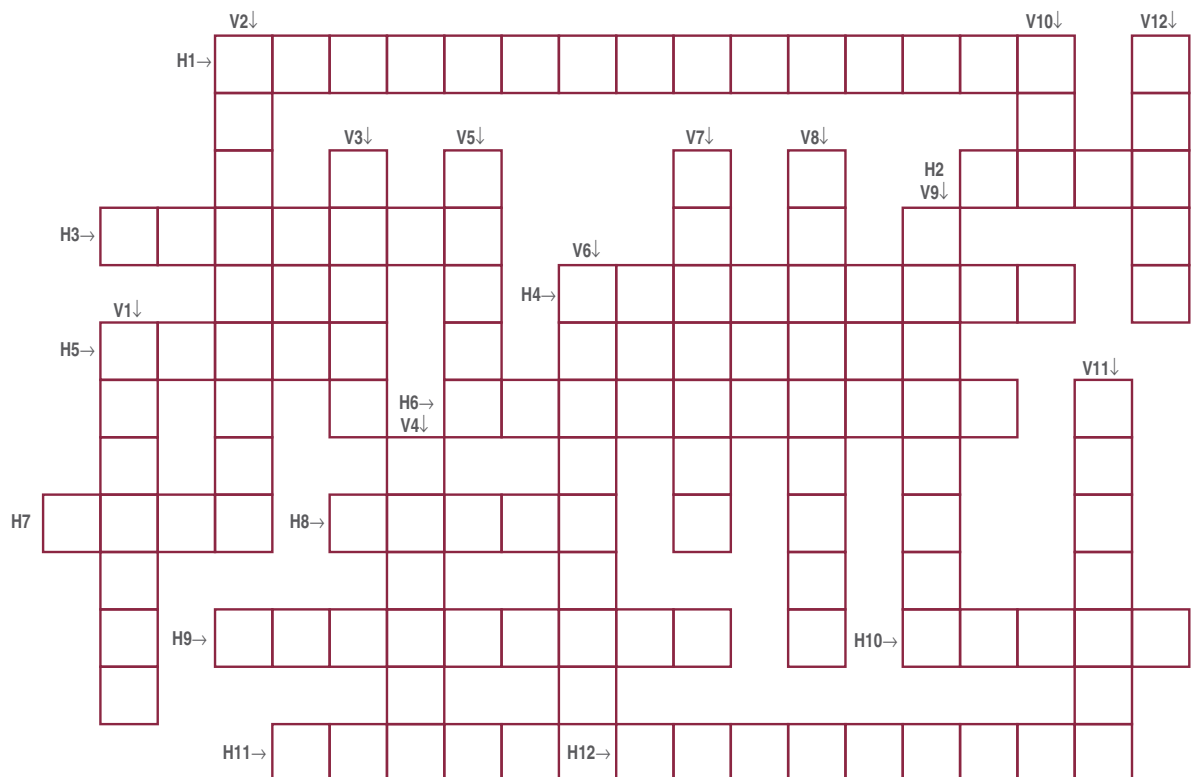 V2↓
V10↓
V12↓
H1→
V3↓
V5↓
V7↓
V8↓
H2
V9↓
H3→
V6↓
H4→
V1↓
H5→
V11↓
H6→
V4↓
H7
H8→
H9→
H10→
H11→
H12→